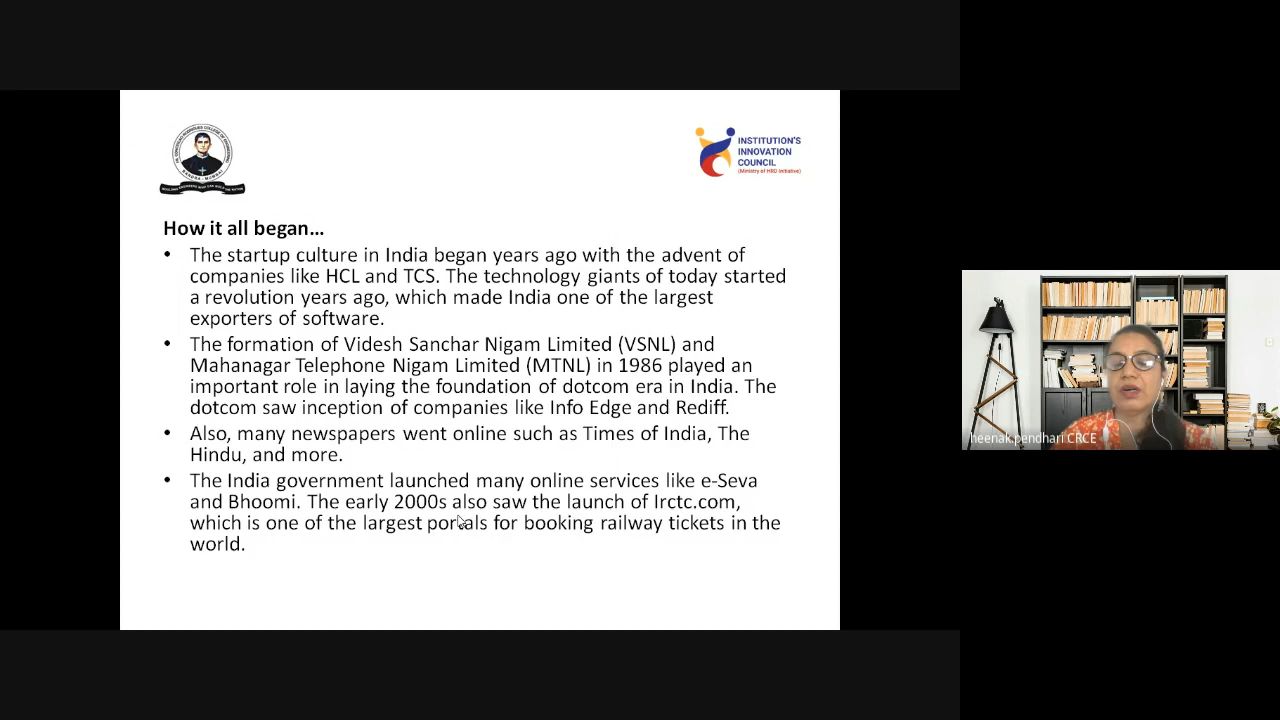 INSTITUTION'S
INNOVATION
COUNCIL
(Ministry of HRD Initiative)
BANDRA - MUMBAI
How it all began...
• The startup culture in India began years ago with the advent of
companies like HCL and TCS. The technology giants of today started
a revolution years ago, which made India one of the largest
exporters of software.
• The formation of Videsh Sanchar Nigam Limited (VSNL) and
Mahanagar Telephone Nigam Limited (MTNL) in 1986 played an
important role in laying the foundation of dotcom era in India. The
dotcom saw inception of companies like Info Edge and Rediff.
• Also, many newspapers went online such as Times of India, The
Hindu, and more.
• The India government launched many online services like e-Seva
and Bhoomi. The early 2000s also saw the launch of Irctc.com,
which is one of the largest portals for booking railway tickets in the
world.
heenak.pendhari CRCE